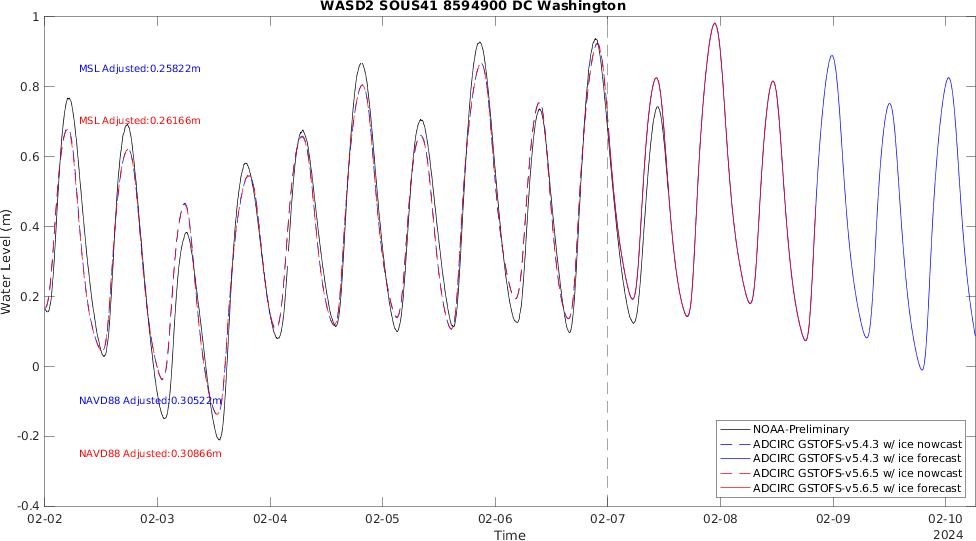 WASD2 SOUS41 8594900 DC Washington
1
0.8
0.6
0.4
0.2
0
-0.2
-0.4
Water Level (m)
MSL Adjusted:0.25822m
MSL Adjusted:0.26166m
NAVD88 Adjusted:0.30522m
NAVD88 Adjusted:0.30866m
NOAA-Preliminary
ADCIRC GSTOFS-v5.4.3 w/ ice nowcast
ADCIRC GSTOFS-v5.4.3 w/ ice forecast
ADCIRC GSTOFS-v5.6.5 w/ ice nowcast
ADCIRC GSTOFS-v5.6.5 w/ ice forecast
02-02 02-03 02-04 02-05 02-06 02-07 02-08 02-09 02-10
Time
2024